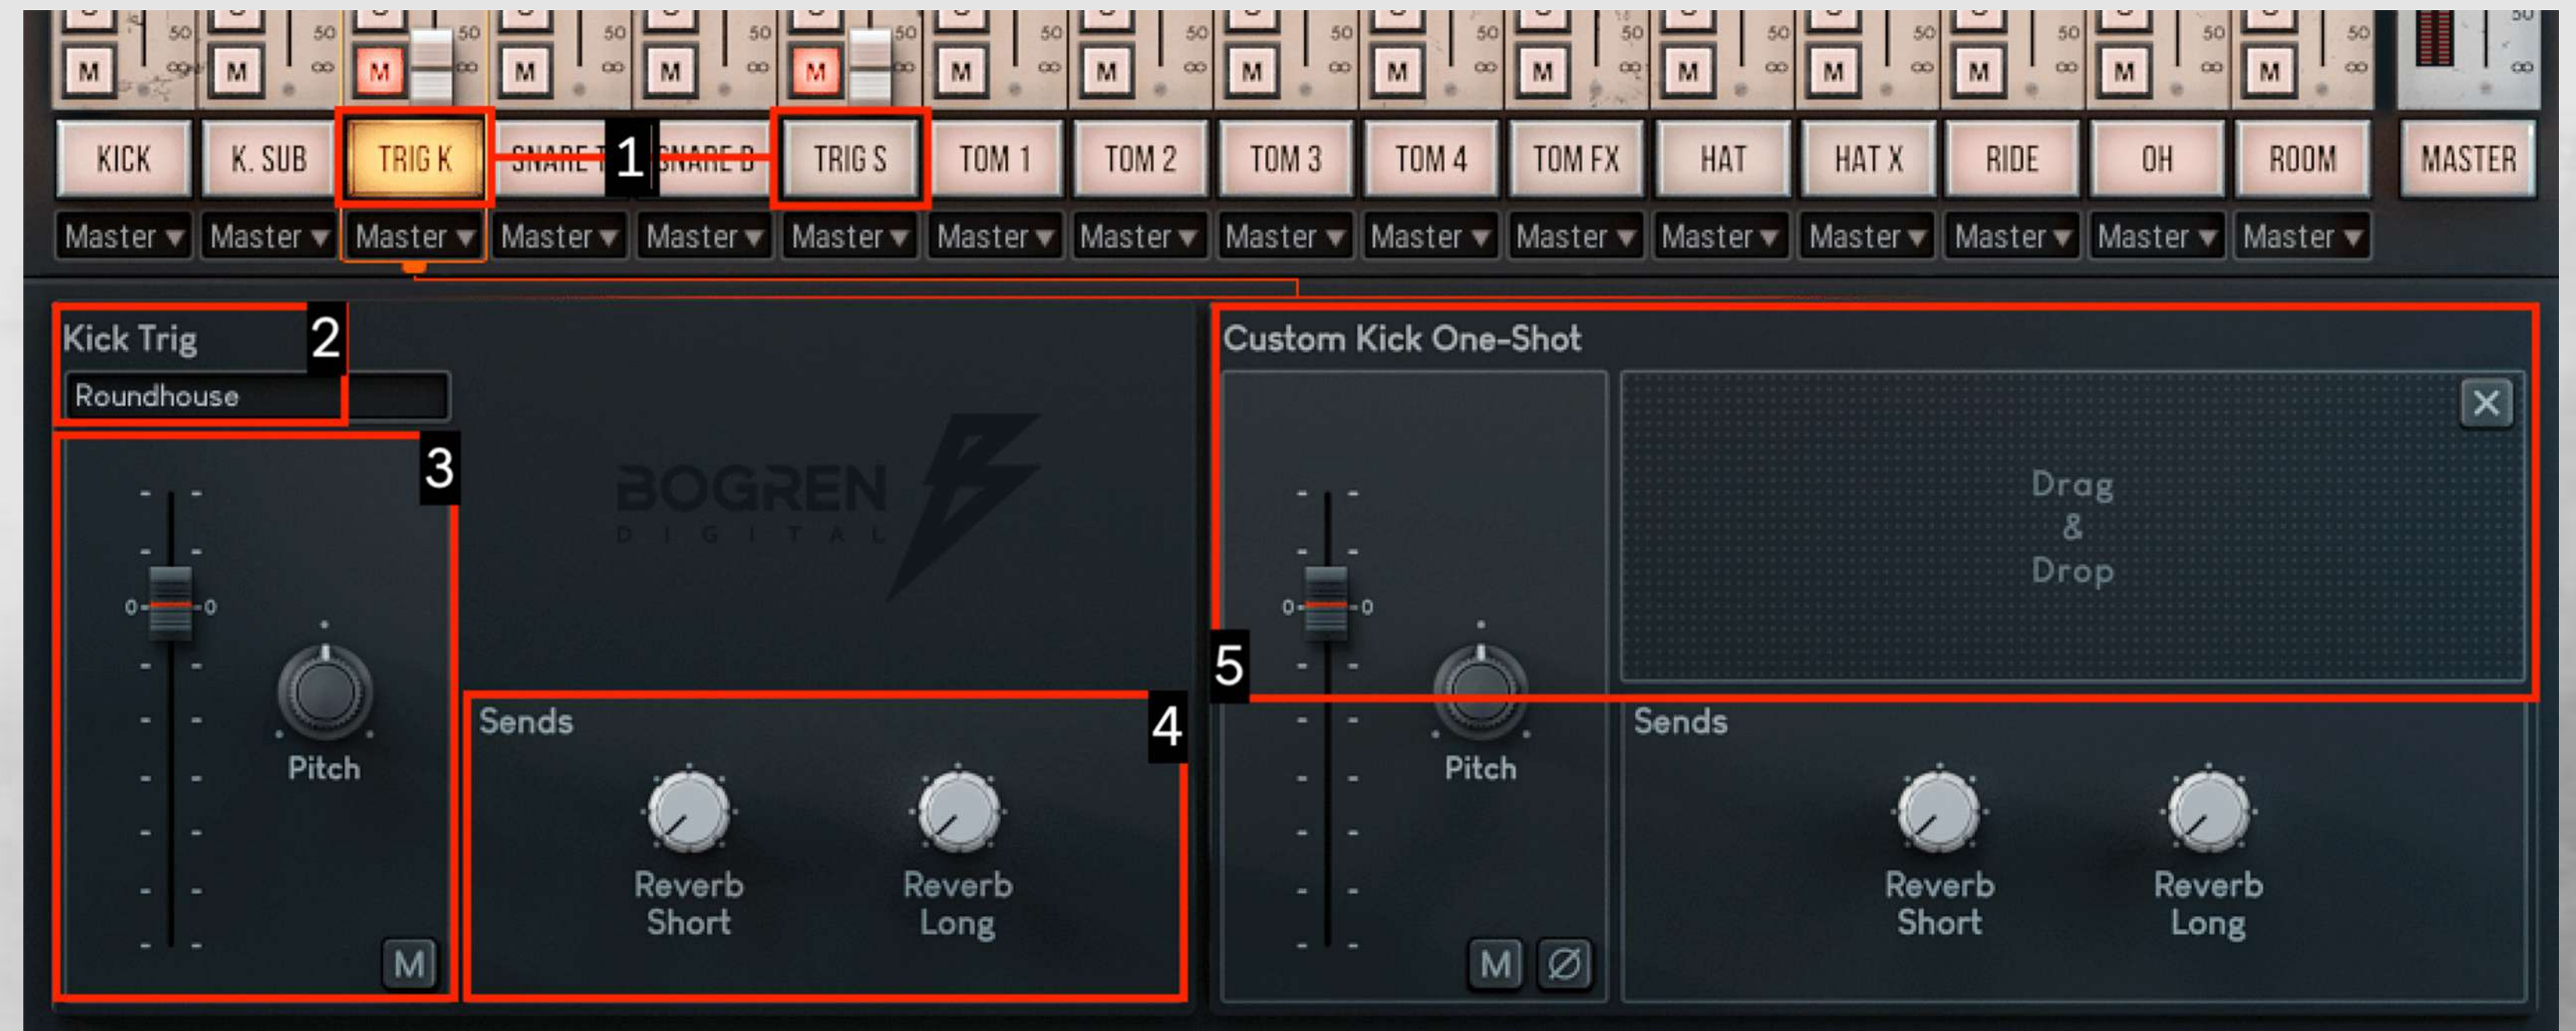 50 50 50 50 50 50 50 50 50 50 50 50 50 50 50 50 50
M ∞ M ∞ M ∞ M ∞ M ∞ M ∞ M ∞ M ∞ M ∞ M ∞ M ∞ M ∞ M ∞ M ∞ M ∞ M ∞ ∞
KICK K. SUB TRIG K SNARE T 1 SNARE B TRIG S TOM 1 TOM 2 TOM 3 TOM 4 TOM FX HAT HAT X RIDE OH ROOM MASTER
Master Master Master Master Master Master Master Master Master Master Master Master Master Master Master Master
Kick Trig 2
Roundhouse
3
0 0
Pitch
M
BOGREN
DIGITAL
4
Sends
Reverb
Short
Reverb
Long
Custom Kick One-Shot
5
0 0
Pitch
M Ø
Drag
&
Drop
X
Sends
Reverb
Short
Reverb
Long